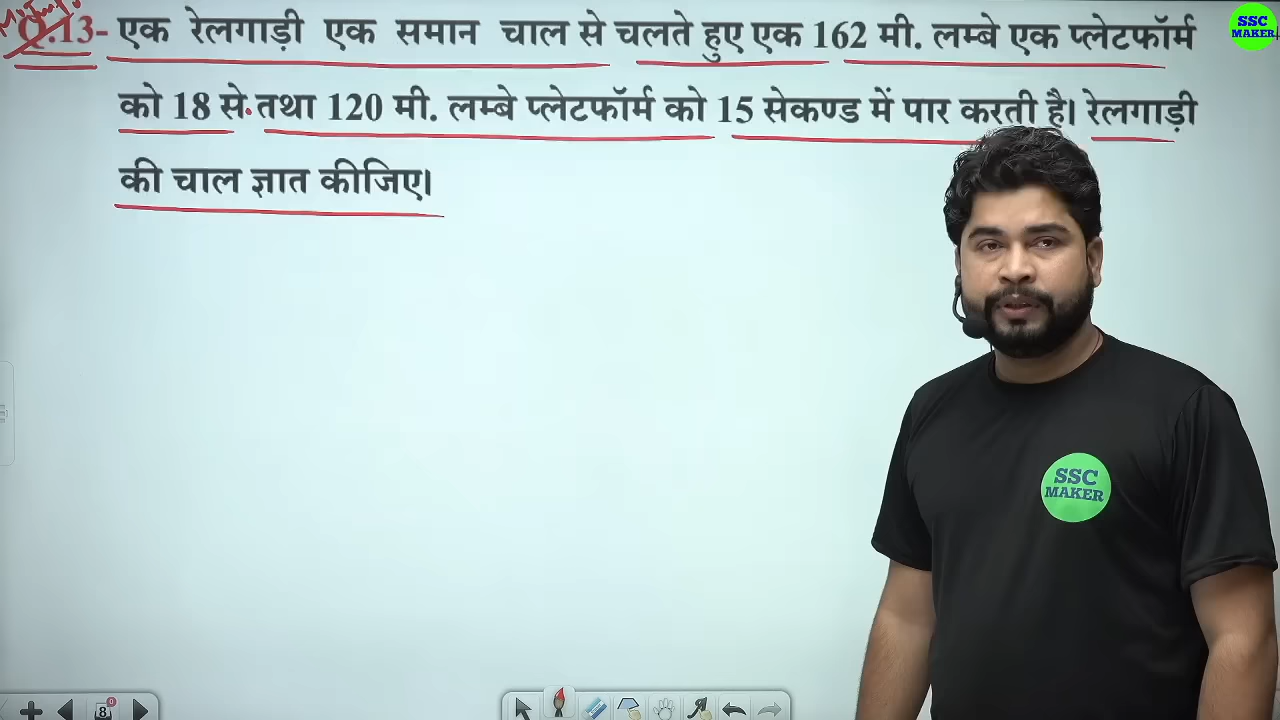 Q.13- एक रेलगाड़ी एक समान चाल से चलते हुए एक 162 मी. लम्बे एक प्लेटफॉर्म
को 18 से. तथा 120 मी. लम्बे प्लेटफॉर्म को 15 सेकण्ड में पार करती है। रेलगाड़ी
की चाल ज्ञात कीजिए।
SSC
MAKER
SSC
MAKER
8